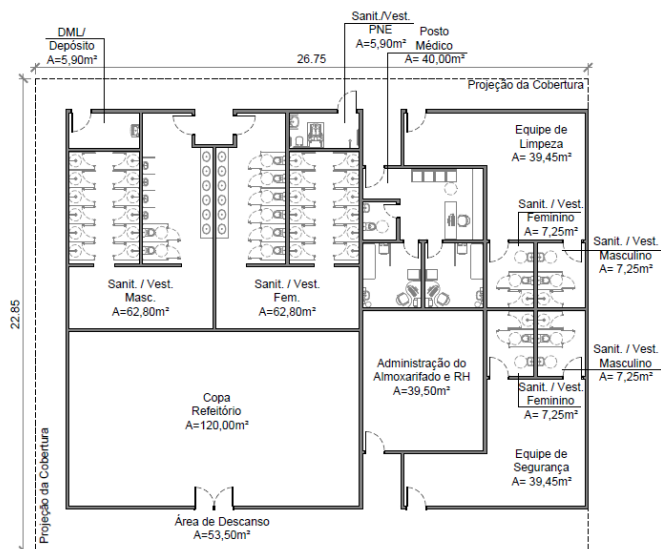 DML/
Depósito
A=5,90m²
Sanit./Vest.
PNE
A=5,90m²
Posto
Médico
A= 40,00m²
26.75
Projeção da Cobertura
Equipe de
Limpeza
A= 39,45m²
Sanit. / Vest.
Feminino
A= 7,25m²
Sanit. / Vest.
Masculino
A= 7,25m²
Sanit. / Vest.
Masc.
A=62,80m²
Sanit. / Vest.
Fem.
A=62,80m²
22.85
Administração do
Almoxarifado e RH
A=39,50m²
Sanit. / Vest.
Masculino
A= 7,25m²
Sanit. / Vest.
Feminino
A= 7,25m²
Copa
Refeitório
A=120,00m²
Equipe de
Segurança
A= 39,45m²
Projeção da Cobertura
Área de Descanso
A=53,50m²